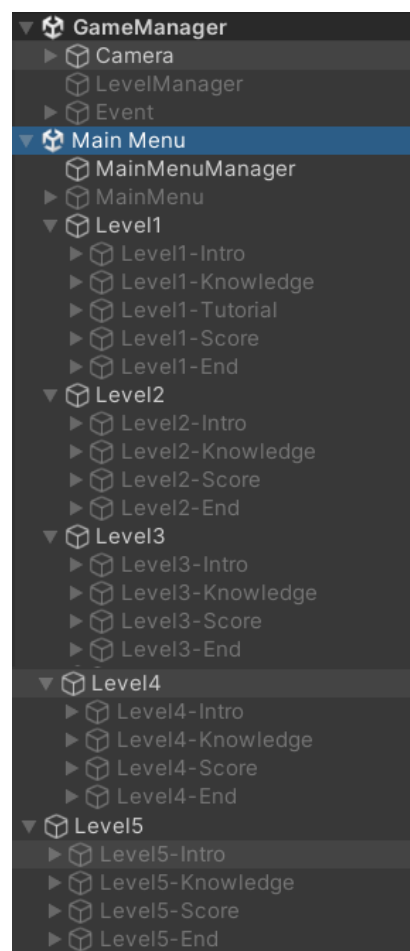 GameManager
Camera
LevelManager
Event
Main Menu
MainMenuManager
MainMenu
Level1
Level1-Intro
Level1-Knowledge
Level1-Tutorial
Level1-Score
Level1-End
Level2
Level2-Intro
Level2-Knowledge
Level2-Score
Level2-End
Level3
Level3-Intro
Level3-Knowledge
Level3-Score
Level3-End
Level4
Level4-Intro
Level4-Knowledge
Level4-Score
Level4-End
Level5
Level5-Intro
Level5-Knowledge
Level5-Score
Level5-End